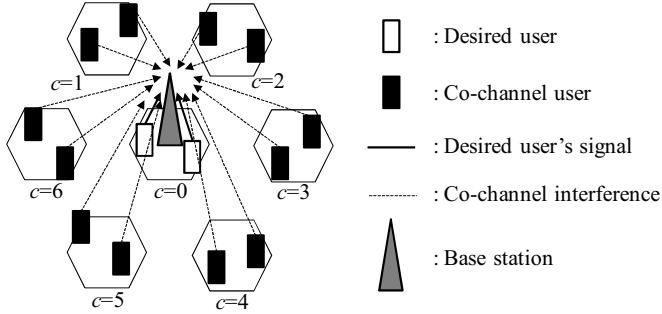 c=1
c=2
c=6
c=0
c=3
c=5
c=4
: Desired user
: Co-channel user
: Desired user's signal
: Co-channel interference
: Base station